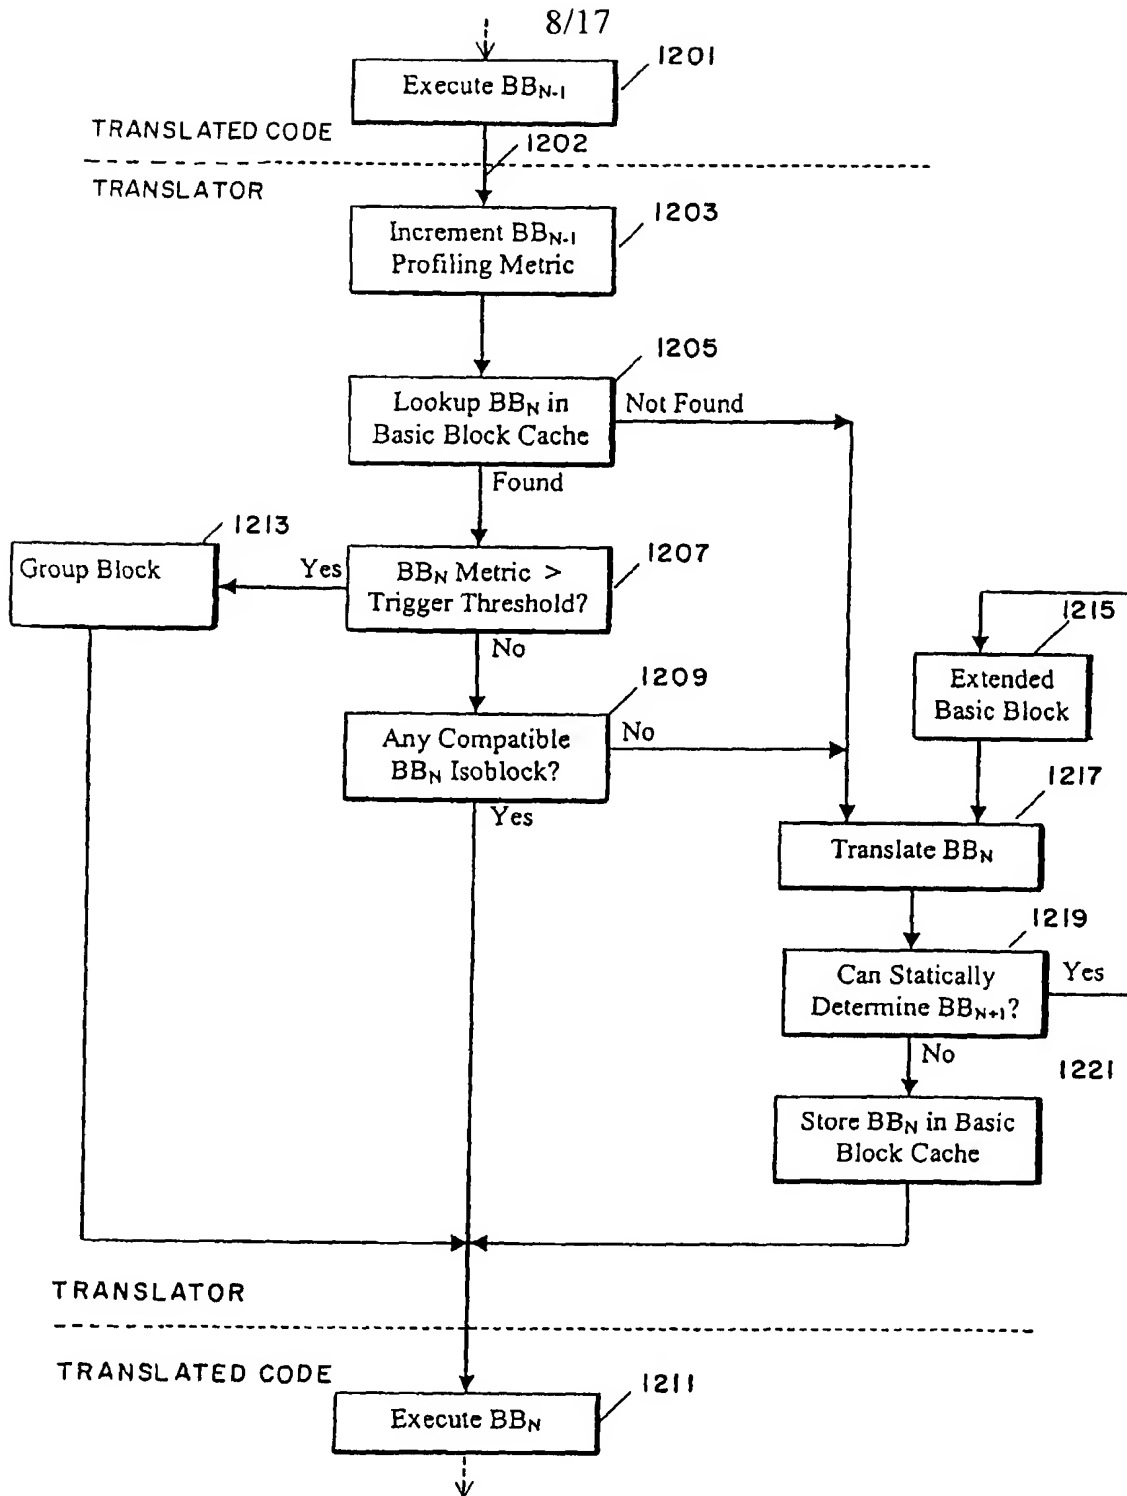 8/17
1201
Execute BBN-1
TRANSLATED CODE
1202
TRANSLATOR
1203
Increment BBN-1
Profiling Metric
1205
Lookup BBN in
Basic Block Cache
Not Found
Found
1213
Group Block
Yes
1207
BBN Metric >
Trigger Threshold?
No
1215
Extended
Basic Block
1209
Any Compatible
BBN Isoblock?
No
Yes
1217
Translate BBN
1219
Can Statically
Determine BBN+1?
Yes
No
1221
Store BBN in Basic
Block Cache
TRANSLATOR
TRANSLATED CODE
1211
Execute BBN